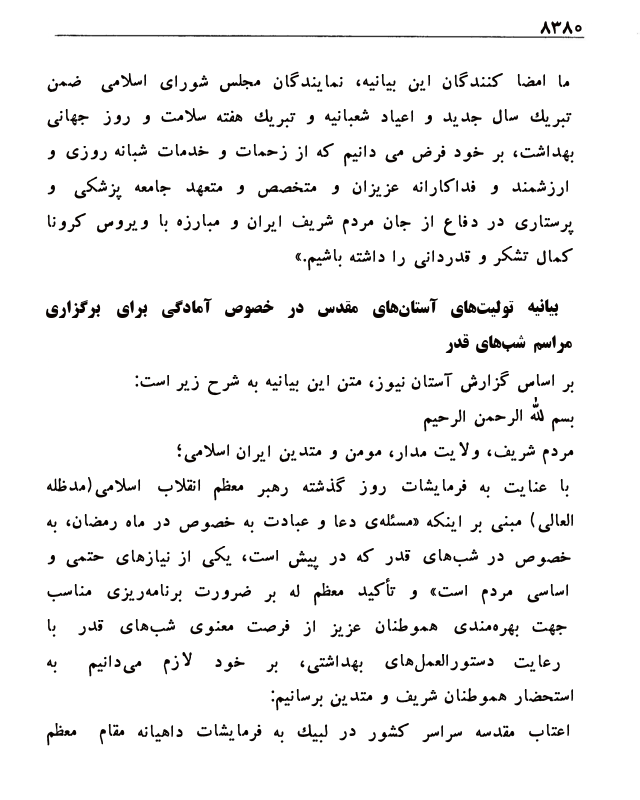 ۸۳۸۰
ما امضا کنندگان این بیانیه، نمایندگان مجلس شورای اسلامی ضمن
تبریك سال جدید و اعیاد شعبانیه و تبریك هفته سلامت و روز جهانی
بهداشت، بر خود فرض می دانیم که از زحمات و خدمات شبانه روزی و
ارزشمند و فداکارانه عزیزان و متخصص و متعهد جامعه پزشکی و
پرستاری در دفاع از جان مردم شریف ایران و مبارزه با ویروس کرونا
کمال تشکر و قدردانی را داشته باشیم.»
بیانیه تولیت‌های آستان‌های مقدس در خصوص آمادگی برای برگزاری
مراسم شب‌های قدر
بر اساس گزارش آستان نیوز، متن این بیانیه به شرح زیر است:
بسم الله الرحمن الرحیم
مردم شریف، ولایت مدار، مومن و متدین ایران اسلامی؛
با عنایت به فرمایشات روز گذشته رهبر معظم انقلاب اسلامی(مدظله
العالی) مبنی بر اینکه «مسئله‌ی دعا و عبادت به خصوص در ماه رمضان، به
خصوص در شب‌های قدر که در پیش است، یکی از نیازهای حتمی و
اساسی مردم است» و تأکید معظم له بر ضرورت برنامه‌ریزی مناسب
جهت بهره‌مندی هموطنان عزیز از فرصت معنوی شب‌های قدر با
رعایت دستورالعمل‌های بهداشتی، بر خود لازم می‌دانیم به
استحضار هموطنان شریف و متدین برسانیم:
اعتاب مقدسه سراسر کشور در لبیك به فرمایشات داهیانه مقام معظم